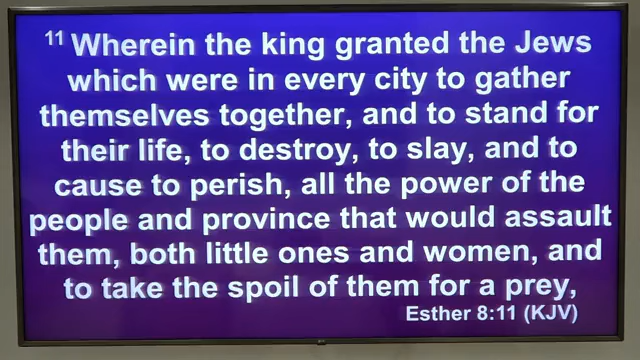 11 Wherein the king granted the Jews
which were in every city to gather
themselves together, and to stand for
their life, to destroy, to slay, and to
cause to perish, all the power of the
people and province that would assault
them, both little ones and women, and
to take the spoil of them for a prey,
Esther 8:11 (KJV)